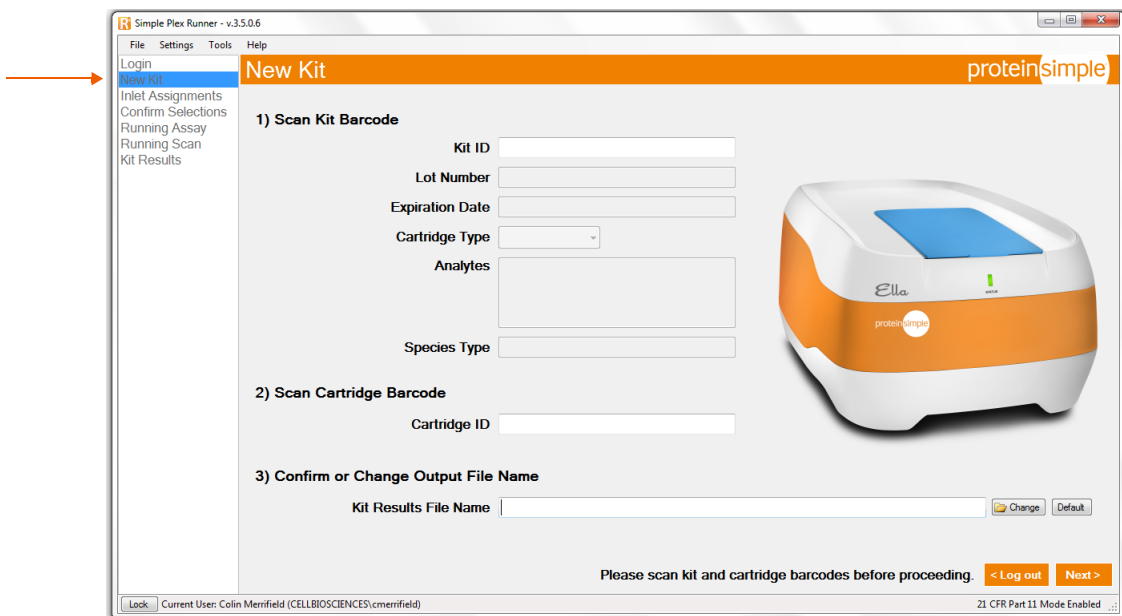 Simple Plex Runner - v.3.5.0.6
File Settings Tools Help
Login
New Kit
Inlet Assignments
Confirm Selections
Running Assay
Running Scan
Kit Results
New Kit
proteinsimple
1) Scan Kit Barcode
Kit ID
Lot Number
Expiration Date
Cartridge Type
Analytes
Species Type
Ella
proteinsimple
2) Scan Cartridge Barcode
Cartridge ID
3) Confirm or Change Output File Name
Kit Results File Name
Change
Default
Please scan kit and cartridge barcodes before proceeding.
< Log out
Next >
Lock
Current User: Colin Merrifield (CELLBIOSCIENCES\cmerrifield)
21 CFR Part 11 Mode Enabled